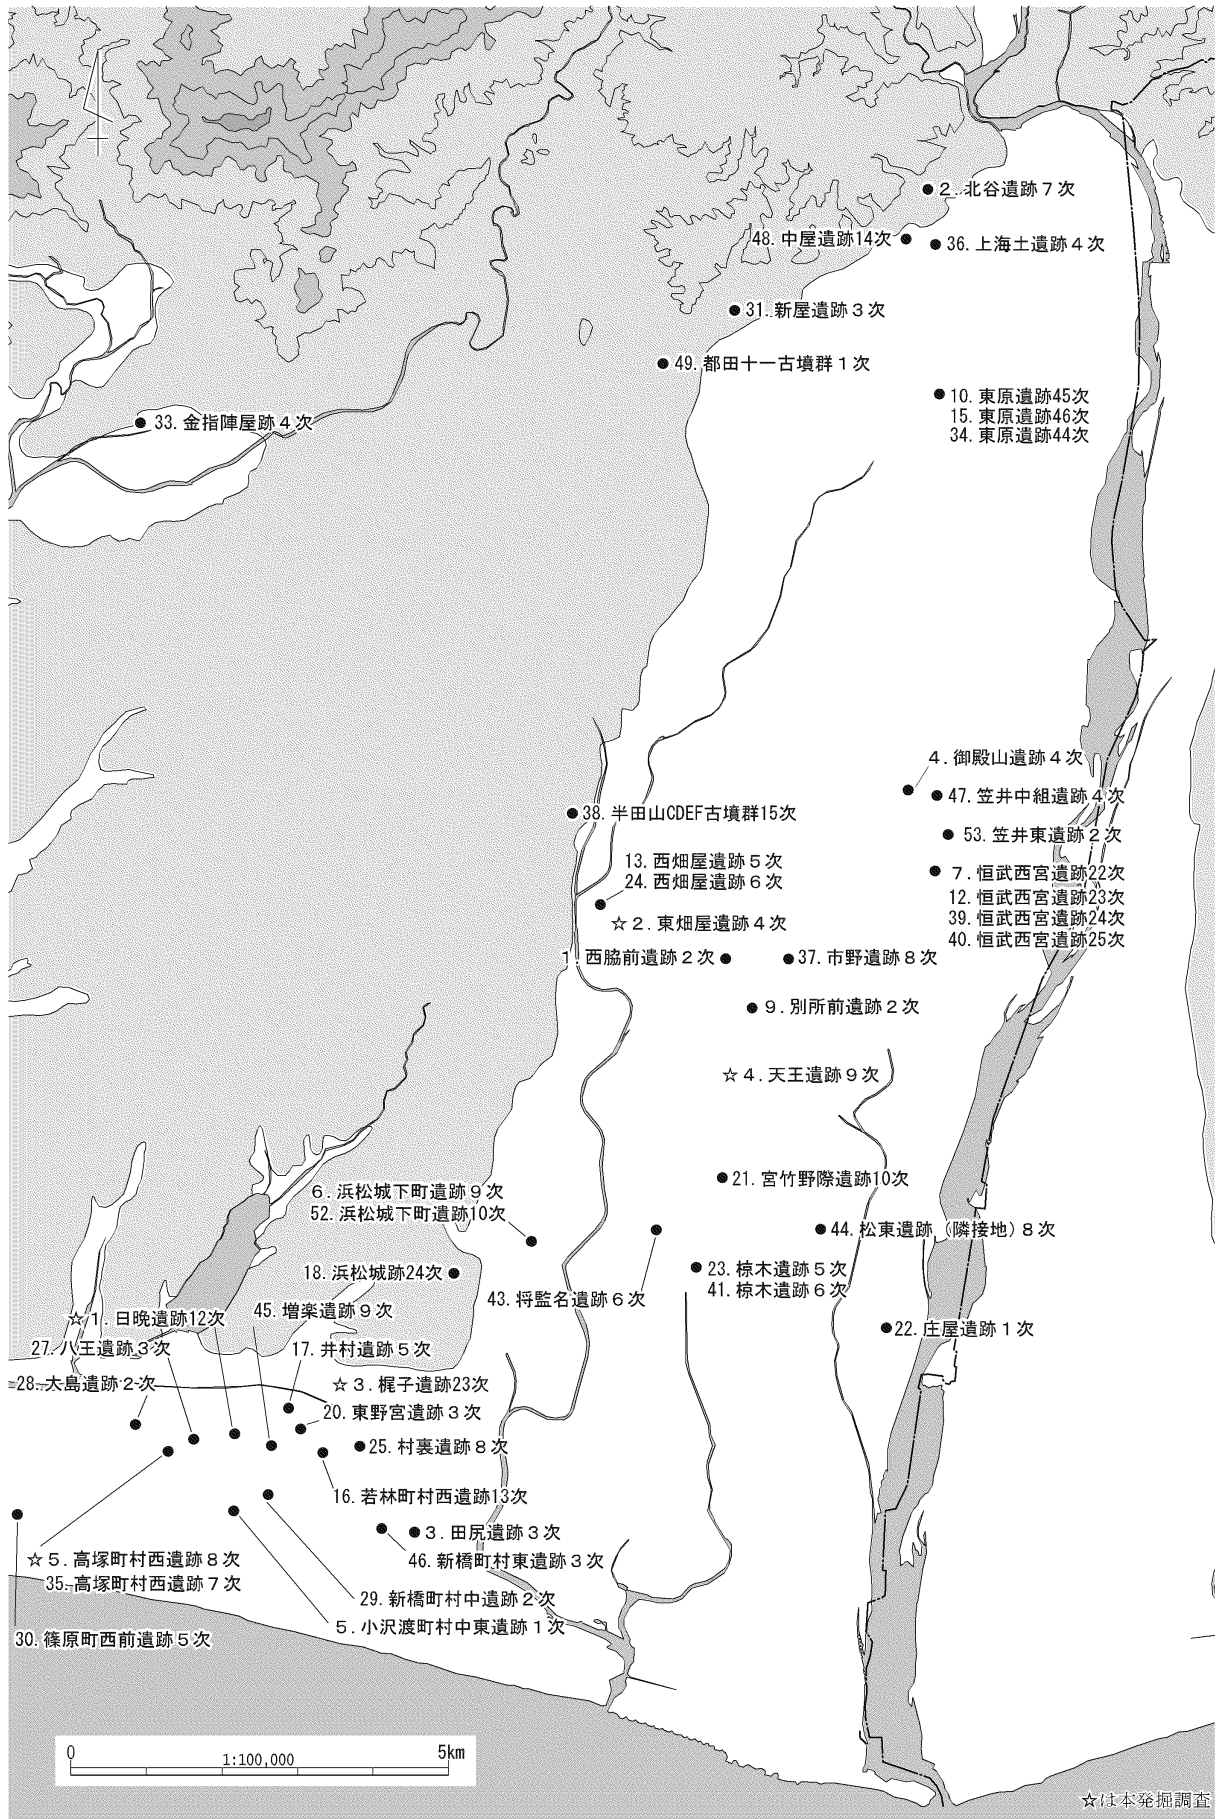 2. 北谷遺跡７次
48. 中屋遺跡14次
36. 上海土遺跡４次
31. 新屋遺跡３次
49. 都田十一古墳群１次
10. 東原遺跡45次
15. 東原遺跡46次
34. 東原遺跡44次
33. 金指陣屋跡４次
４. 御殿山遺跡４次
47. 笠井中組遺跡４次
38. 半田山CDEF古墳群15次
53. 笠井東遺跡２次
13. 西畑屋遺跡５次
24. 西畑屋遺跡６次
☆２. 東畑屋遺跡４次
７. 恒武西宮遺跡22次
12. 恒武西宮遺跡23次
39. 恒武西宮遺跡24次
40. 恒武西宮遺跡25次
1. 西脇前遺跡２次
37. 市野遺跡８次
９. 別所前遺跡２次
☆４. 天王遺跡９次
21. 宮竹野際遺跡10次
６. 浜松城下町遺跡９次
52. 浜松城下町遺跡10次
44. 松東遺跡（隣接地）８次
18. 浜松城跡24次
23. 椋木遺跡５次
41. 椋木遺跡６次
43. 将監名遺跡６次
☆１. 日晩遺跡12次
45. 増楽遺跡９次
22. 庄屋遺跡１次
27. 八王遺跡３次
17. 井村遺跡５次
28. 大島遺跡２次
☆３. 梶子遺跡23次
20. 東野宮遺跡３次
25. 村裏遺跡８次
16. 若林町村西遺跡13次
３. 田尻遺跡３次
☆５. 高塚町村西遺跡８次
35. 高塚町村西遺跡７次
46. 新橋町村東遺跡３次
29. 新橋町村中遺跡２次
５. 小沢渡町村中東遺跡１次
30. 篠原町西前遺跡５次
0
1:100,000
5km
☆は本発掘調査